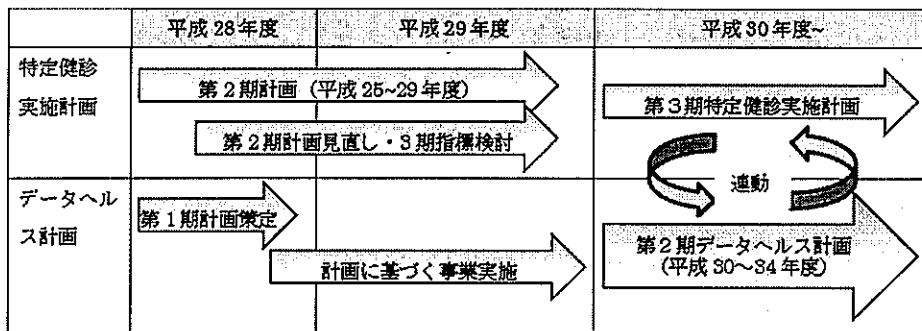 平成28年度 平成29年度 平成30年度~
特定健診
実施計画
第2期計画（平成25~29年度）
第3期特定健診実施計画
第2期計画見直し・3期指標検討
連動
データヘル
ス計画
第1期計画策定
計画に基づく事業実施
第2期データヘルス計画
(平成30～34年度)